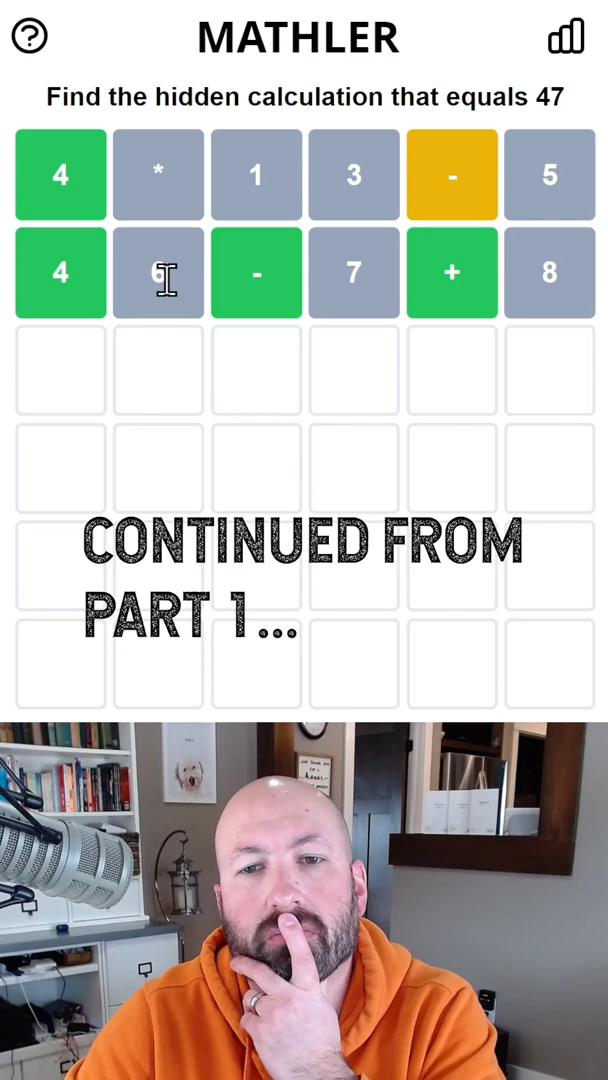 ?
MATHLER
Find the hidden calculation that equals 47
4 * 1 3 - 5
4 6 - 7 + 8
CONTINUED FROM
PART 1...